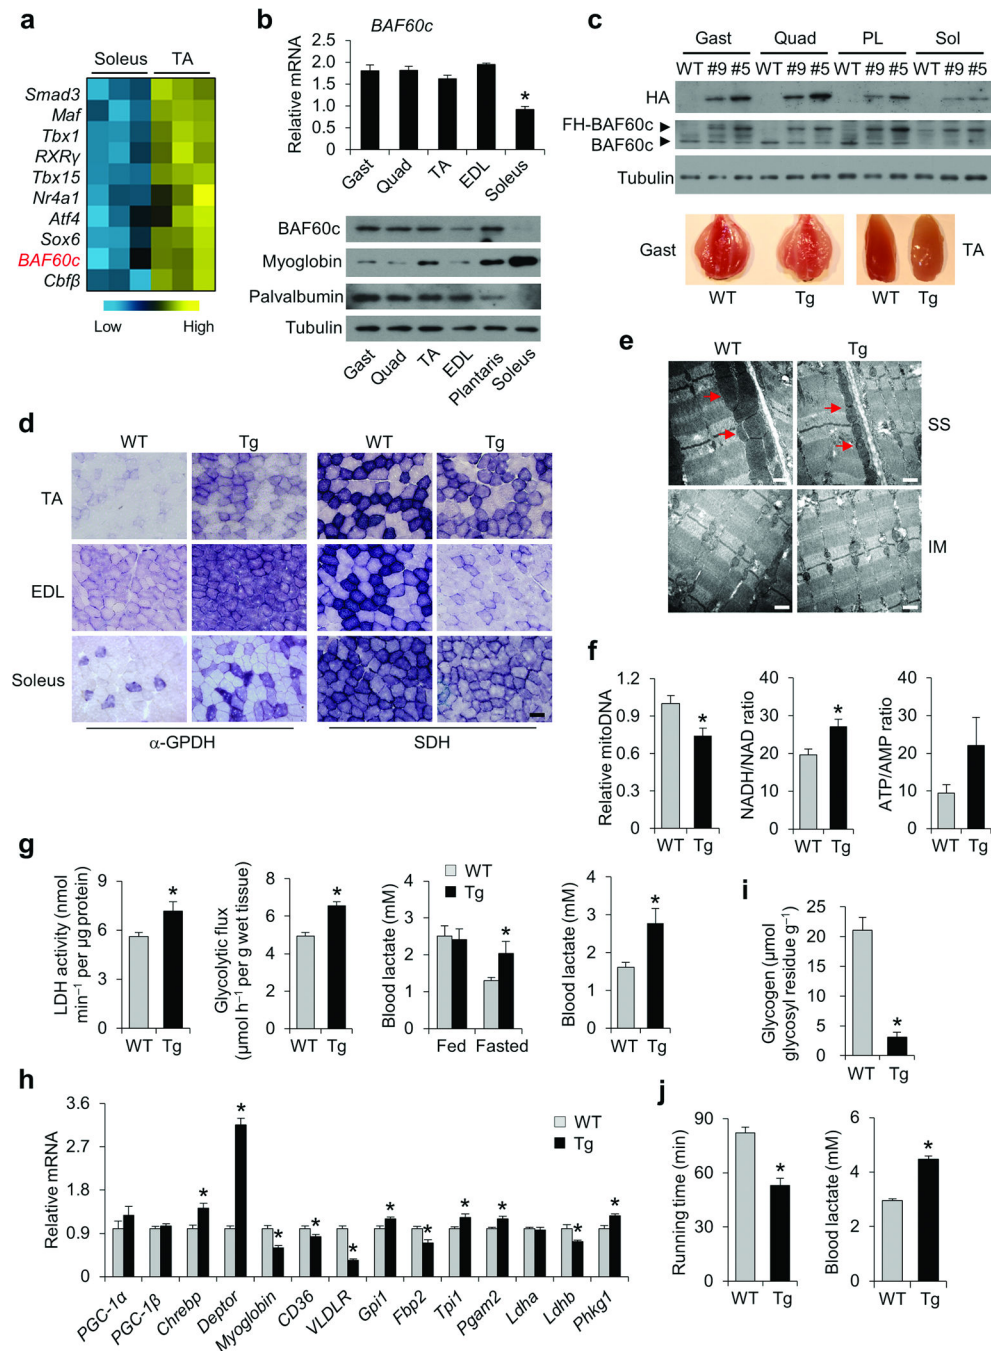 a
Soleus TA
Smad3
Maf
Tbx1
RXRγ
Tbx15
Nr4a1
Atf4
Sox6
BAF60c
Cbfβ
Low High
b
BAF60c
Relative mRNA
2.5
2.0
1.5
1.0
0
*
Gast Quad TA EDL Soleus
BAF60c
Myoglobin
Palvalbumin
Tubulin
Gast Quad TA EDL Plantaris Soleus
c
Gast Quad PL Sol
WT #9 #5 WT #9 #5 WT #9 #5 WT #9 #5
HA
FH-BAF60c
BAF60c
Tubulin
Gast TA
WT Tg WT Tg
d
WT Tg WT Tg
TA
EDL
Soleus
α-GPDH SDH
e
WT Tg
SS
IM
f
Relative mitoDNA
1.2
0.9
0.6
0.3
0
*
WT Tg
NADH/NAD ratio
40
30
20
10
0
*
WT Tg
ATP/AMP ratio
40
30
20
10
0
WT Tg
g
LDH activity (nmol
min⁻¹ per µg protein)
9
6
3
0
*
WT Tg
Glycolytic flux
(µmol h⁻¹ per g wet tissue)
8
6
4
2
0
*
WT Tg
Blood lactate (mM)
4
3
2
1
0
WT
Tg
*
Fed Fasted
Blood lactate (mM)
4
3
2
1
0
*
WT Tg
i
Glycogen (µmol
glycosyl residue g⁻¹)
25
20
15
10
5
0
*
WT Tg
h
Relative mRNA
3.6
2.7
1.8
0.9
0
WT
Tg
* * * * * * * * * * *
PGC-1α PGC-1β Chrebp Deptor Myoglobin CD36 VLDLR Gpi1 Fbp2 Tpi1 Pgam2 Ldha Ldhb Phkg1
j
Running time (min)
90
60
30
0
*
WT Tg
Blood lactate (mM)
6
4
2
0
*
WT Tg